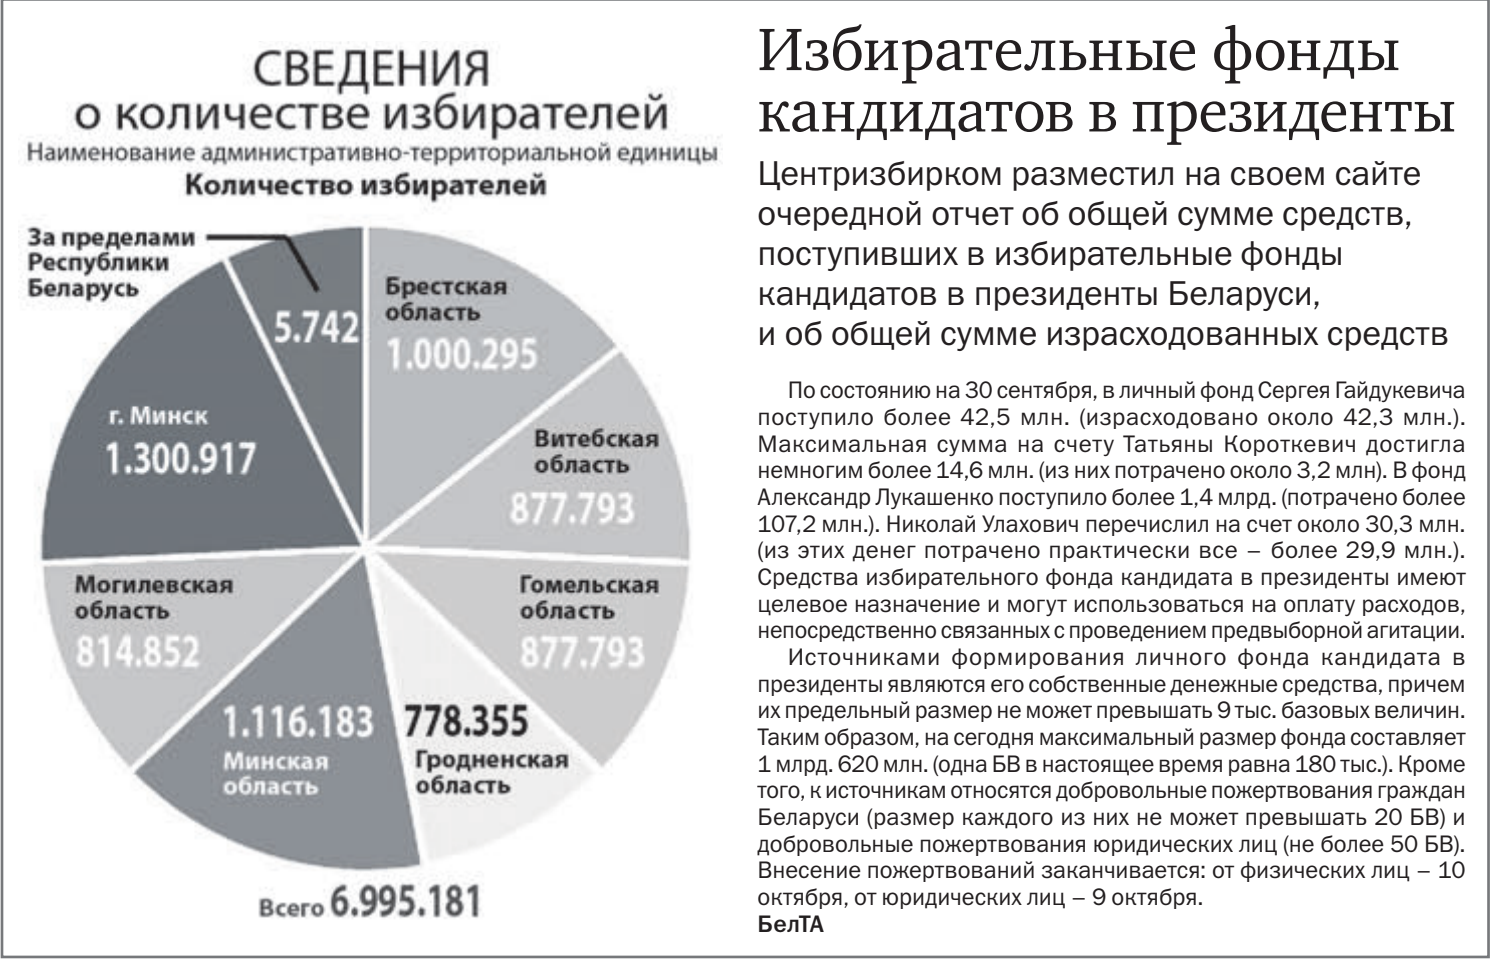 СВЕДЕНИЯ
о количестве избирателей
Наименование административно-территориальной единицы
Количество избирателей
За пределами
Республики
Беларусь
5.742
Брестская
область
1.000.295
Витебская
область
877.793
Гомельская
область
877.793
778.355
Гродненская
область
1.116.183
Минская
область
Могилевская
область
814.852
г. Минск
1.300.917
Всего 6.995.181
Избирательные фонды
кандидатов в президенты
Центризбирком разместил на своем сайте
очередной отчет об общей сумме средств,
поступивших в избирательные фонды
кандидатов в президенты Беларуси,
и об общей сумме израсходованных средств
По состоянию на 30 сентября, в личный фонд Сергея Гайдукевича
поступило более 42,5 млн. (израсходовано около 42,3 млн.).
Максимальная сумма на счету Татьяны Короткевич достигла
немногим более 14,6 млн. (из них потрачено около 3,2 млн). В фонд
Александр Лукашенко поступило более 1,4 млрд. (потрачено более
107,2 млн.). Николай Улахович перечислил на счет около 30,3 млн.
(из этих денег потрачено практически все – более 29,9 млн.).
Средства избирательного фонда кандидата в президенты имеют
целевое назначение и могут использоваться на оплату расходов,
непосредственно связанных с проведением предвыборной агитации.
Источниками формирования личного фонда кандидата в
президенты являются его собственные денежные средства, причем
их предельный размер не может превышать 9 тыс. базовых величин.
Таким образом, на сегодня максимальный размер фонда составляет
1 млрд. 620 млн. (одна БВ в настоящее время равна 180 тыс.). Кроме
того, к источникам относятся добровольные пожертвования граждан
Беларуси (размер каждого из них не может превышать 20 БВ) и
добровольные пожертвования юридических лиц (не более 50 БВ).
Внесение пожертвований заканчивается: от физических лиц – 10
октября, от юридических лиц – 9 октября.
БелТА